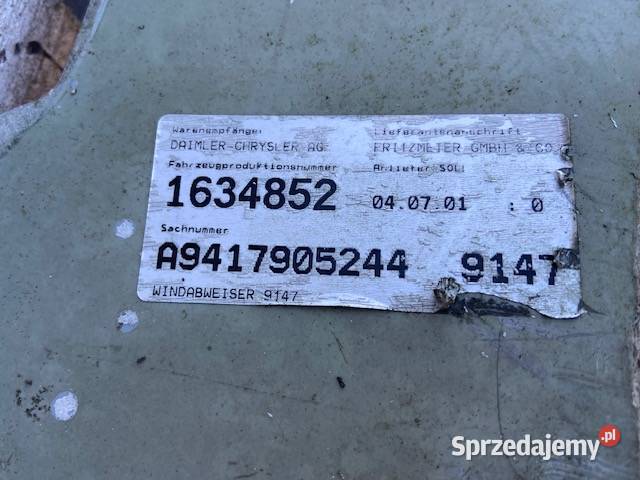 Warenempfänger Lieferantenanschrift
DAIMLER-CHRYSLER AG FRITZMEIER GMBH & CO
Fahrzeugproduktionsnummer Anliefer SOLL
1634852 04.07.01 : 0
Sachnummer
A9417905244 9147
WINDABWEISER 9147
Sprzedajemy.pl